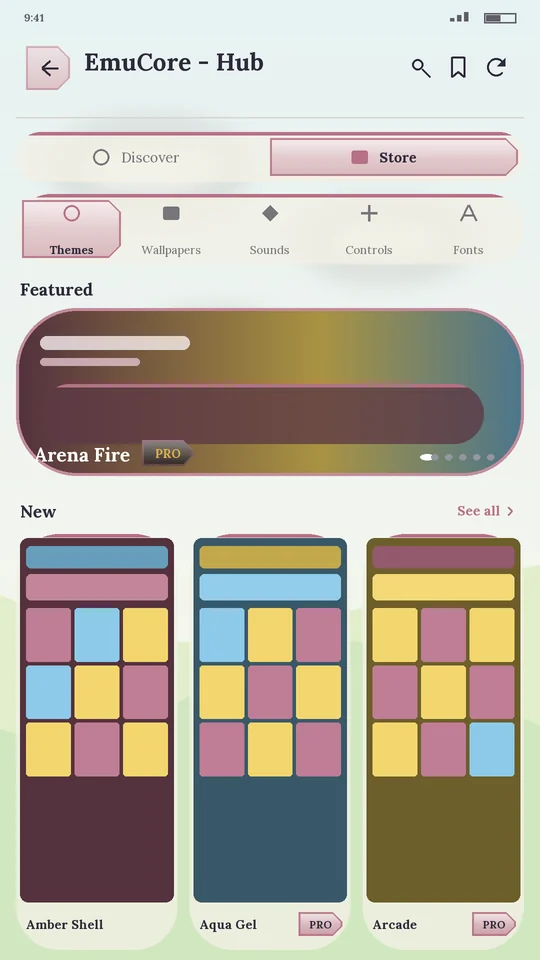 9:41
EmuCore - Hub
Discover
Store
Themes
Wallpapers
Sounds
Controls
Fonts
Featured
Arena Fire
PRO
New
See all
Amber Shell
Aqua Gel
PRO
Arcade
PRO